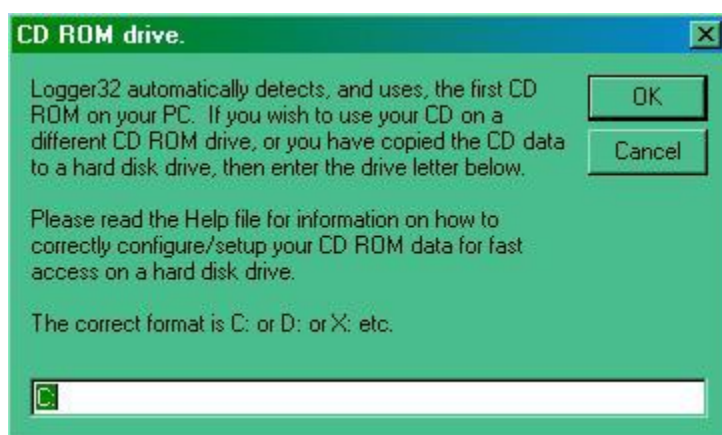 CD ROM drive.
Logger32 automatically detects, and uses, the first CD
ROM on your PC. If you wish to use your CD on a
different CD ROM drive, or you have copied the CD data
to a hard disk drive, then enter the drive letter below.
OK
Cancel
Please read the Help file for information on how to
correctly configure/setup your CD ROM data for fast
access on a hard disk drive.
The correct format is C: or D: or X: etc.
C: